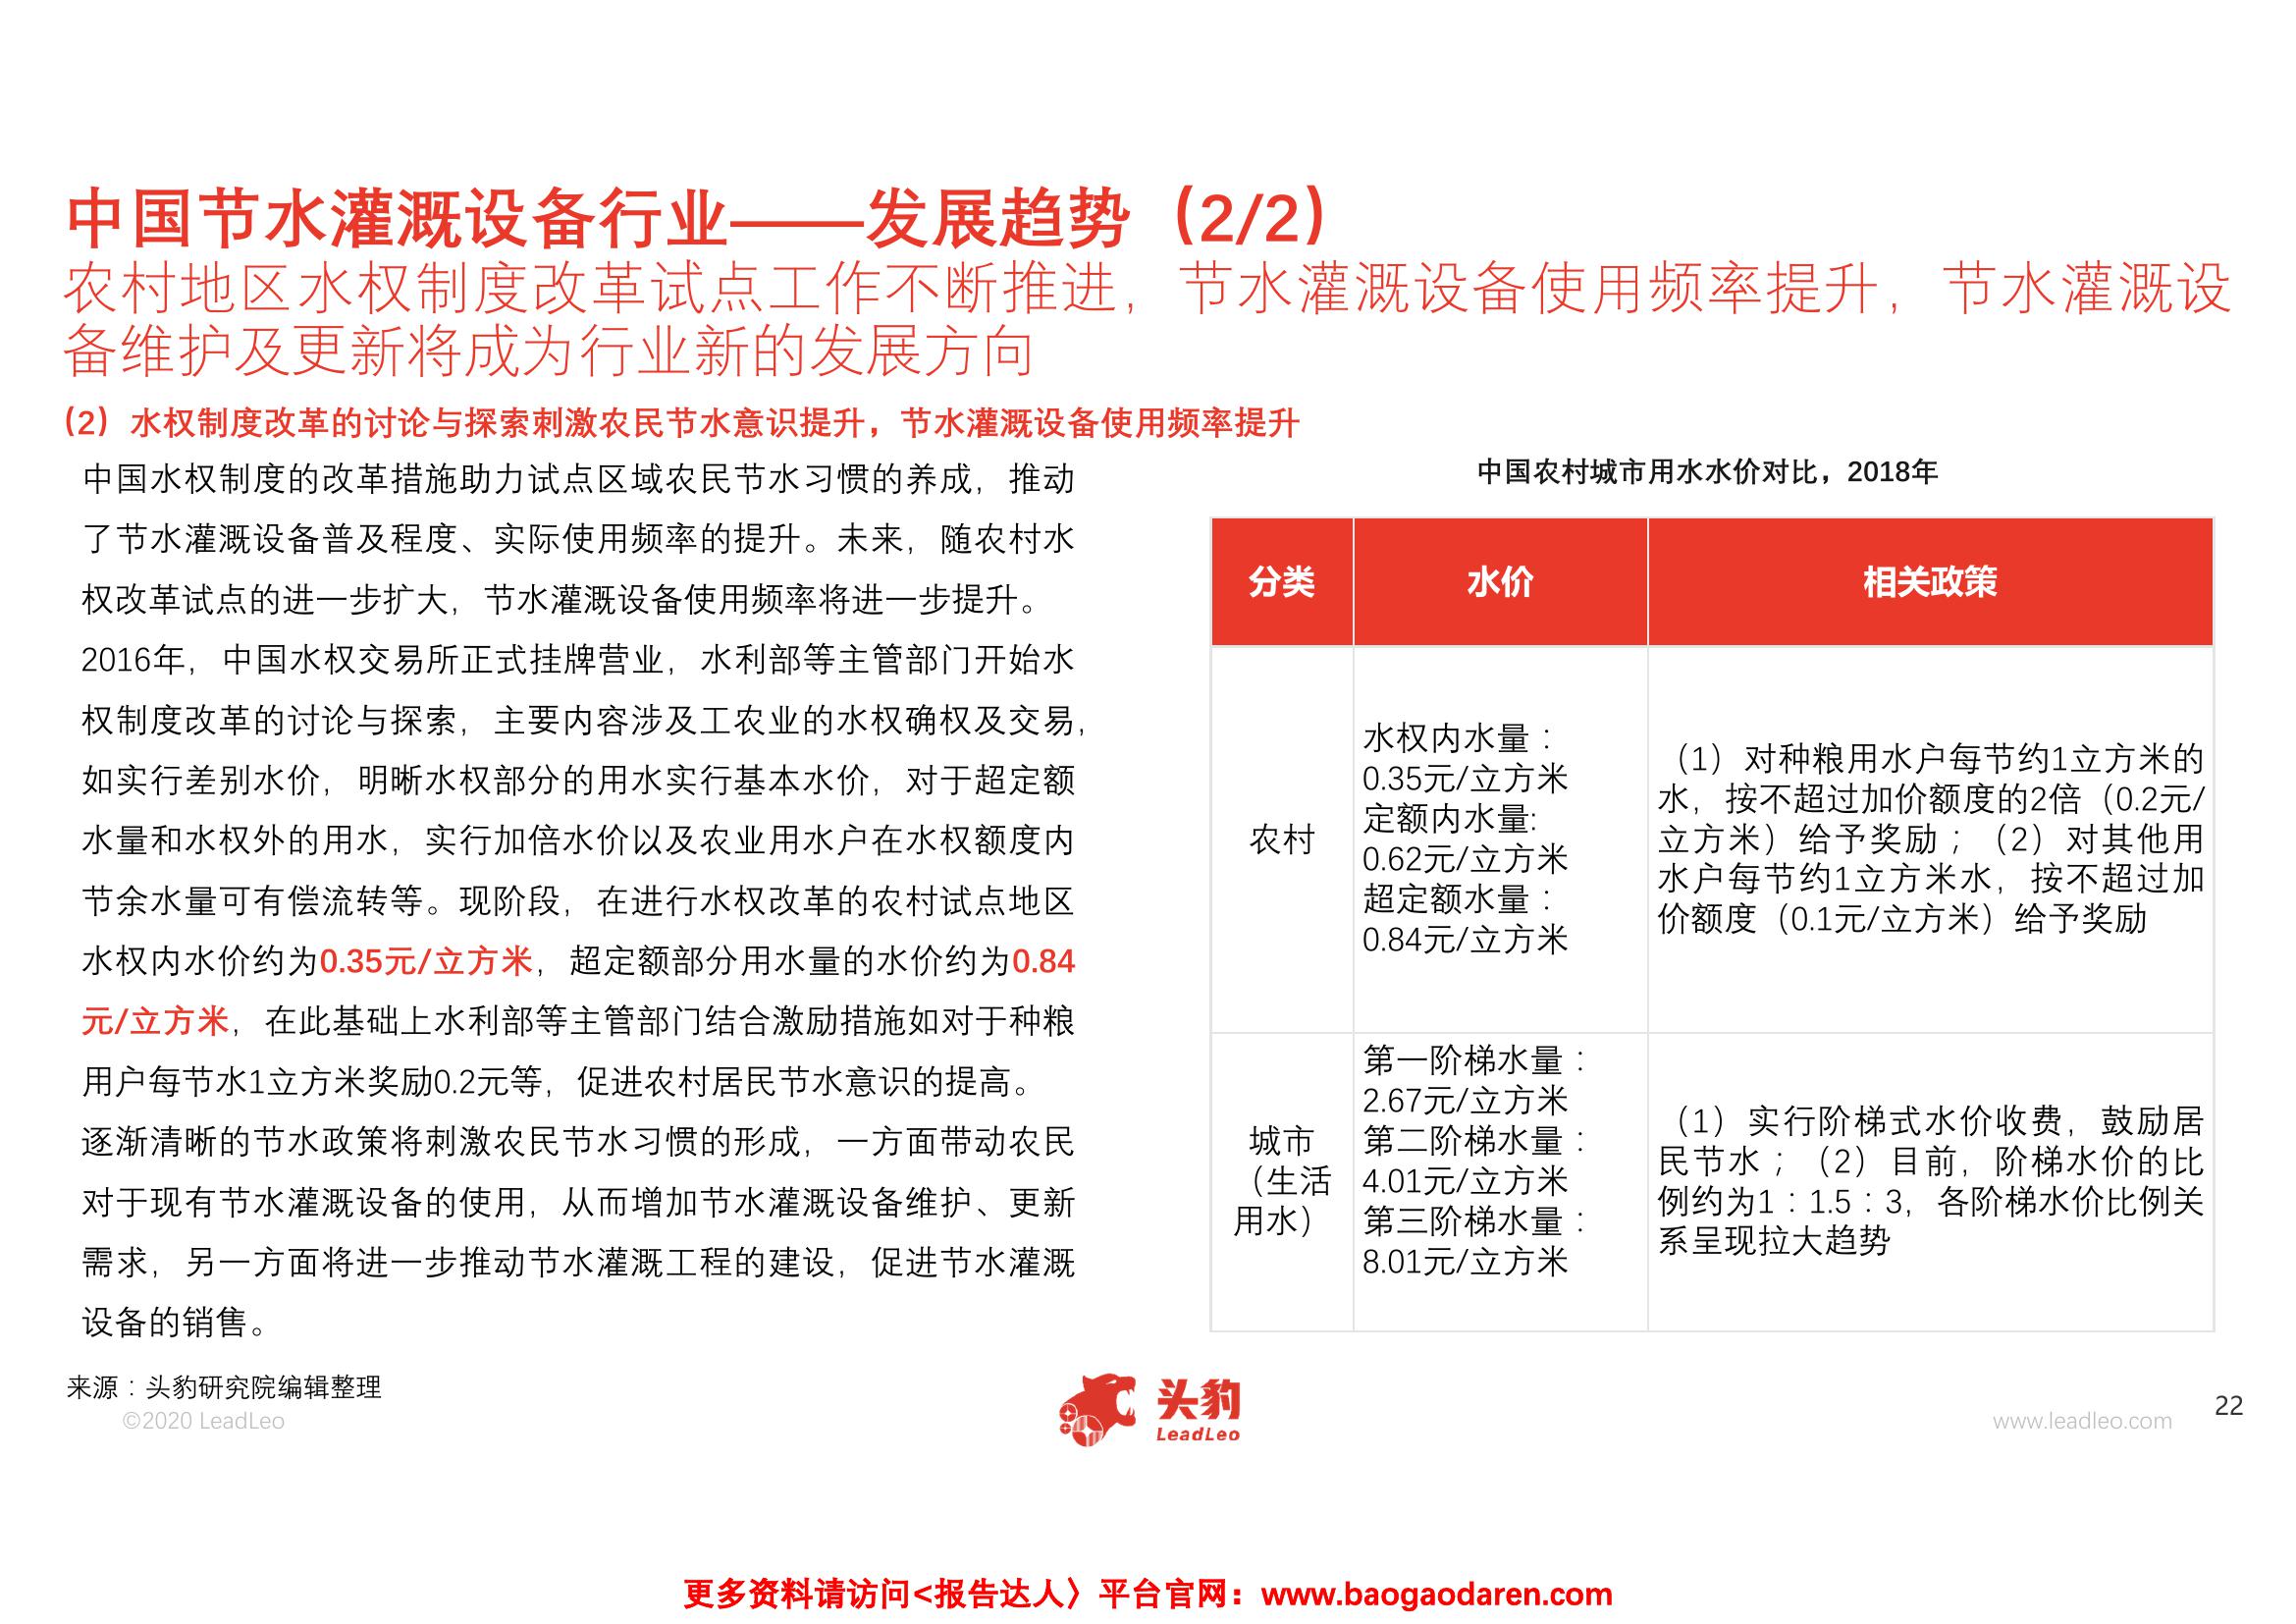 中国节水灌溉设备行业——发展趋势（2/2）
农村地区水权制度改革试点工作不断推进，节水灌溉设备使用频率提升，节水灌溉设
备维护及更新将成为行业新的发展方向
（2）水权制度改革的讨论与探索刺激农民节水意识提升，节水灌溉设备使用频率提升
中国水权制度的改革措施助力试点区域农民节水习惯的养成，推动
了节水灌溉设备普及程度、实际使用频率的提升。未来，随农村水
权改革试点的进一步扩大，节水灌溉设备使用频率将进一步提升。
2016年，中国水权交易所正式挂牌营业，水利部等主管部门开始水
权制度改革的讨论与探索，主要内容涉及工农业的水权确权及交易，
如实行差别水价，明晰水权部分的用水实行基本水价，对于超定额
水量和水权外的用水，实行加倍水价以及农业用水户在水权额度内
节余水量可有偿流转等。现阶段，在进行水权改革的农村试点地区
水权内水价约为0.35元/立方米，超定额部分用水量的水价约为0.84
元/立方米，在此基础上水利部等主管部门结合激励措施如对于种粮
用户每节水1立方米奖励0.2元等，促进农村居民节水意识的提高。
逐渐清晰的节水政策将刺激农民节水习惯的形成，一方面带动农民
对于现有节水灌溉设备的使用，从而增加节水灌溉设备维护、更新
需求，另一方面将进一步推动节水灌溉工程的建设，促进节水灌溉
设备的销售。
中国农村城市用水水价对比，2018年
分类 水价 相关政策
农村
水权内水量：
0.35元/立方米
定额内水量:
0.62元/立方米
超定额水量：
0.84元/立方米
（1）对种粮用水户每节约1立方米的
水，按不超过加价额度的2倍（0.2元/
立方米）给予奖励；（2）对其他用
水户每节约1立方米水，按不超过加
价额度（0.1元/立方米）给予奖励
城市
（生活
用水）
第一阶梯水量：
2.67元/立方米
第二阶梯水量：
4.01元/立方米
第三阶梯水量：
8.01元/立方米
（1）实行阶梯式水价收费，鼓励居
民节水；（2）目前，阶梯水价的比
例约为1：1.5：3，各阶梯水价比例关
系呈现拉大趋势
来源：头豹研究院编辑整理
©2020 LeadLeo
头豹
LeadLeo
www.leadleo.com
22
更多资料请访问<报告达人〉平台官网：www.baogaodaren.com